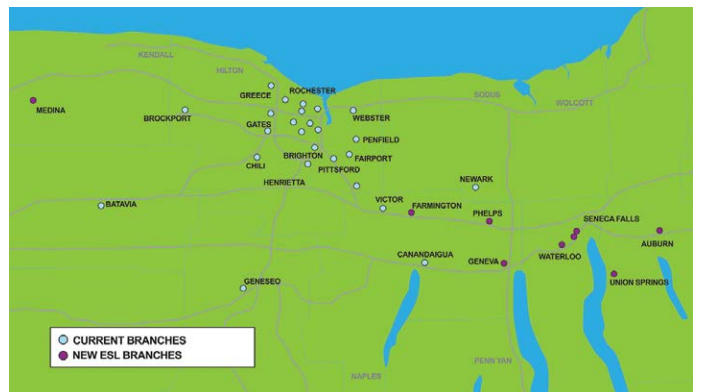 KENDALL
HILTON
ROCHESTER
GREECE
SODUS
WOLCOTT
MEDINA
BROCKPORT
WEBSTER
GATES
PENFIELD
BRIGHTON
FAIRPORT
CHILI
PITTSFORD
HENRIETTA
NEWARK
BATAVIA
VICTOR
FARMINGTON
PHELPS
SENECA FALLS
AUBURN
CANANDAIGUA
GENEVA
WATERLOO
GENESEO
UNION SPRINGS
CURRENT BRANCHES
NEW ESL BRANCHES
PENN YAN
NAPLES